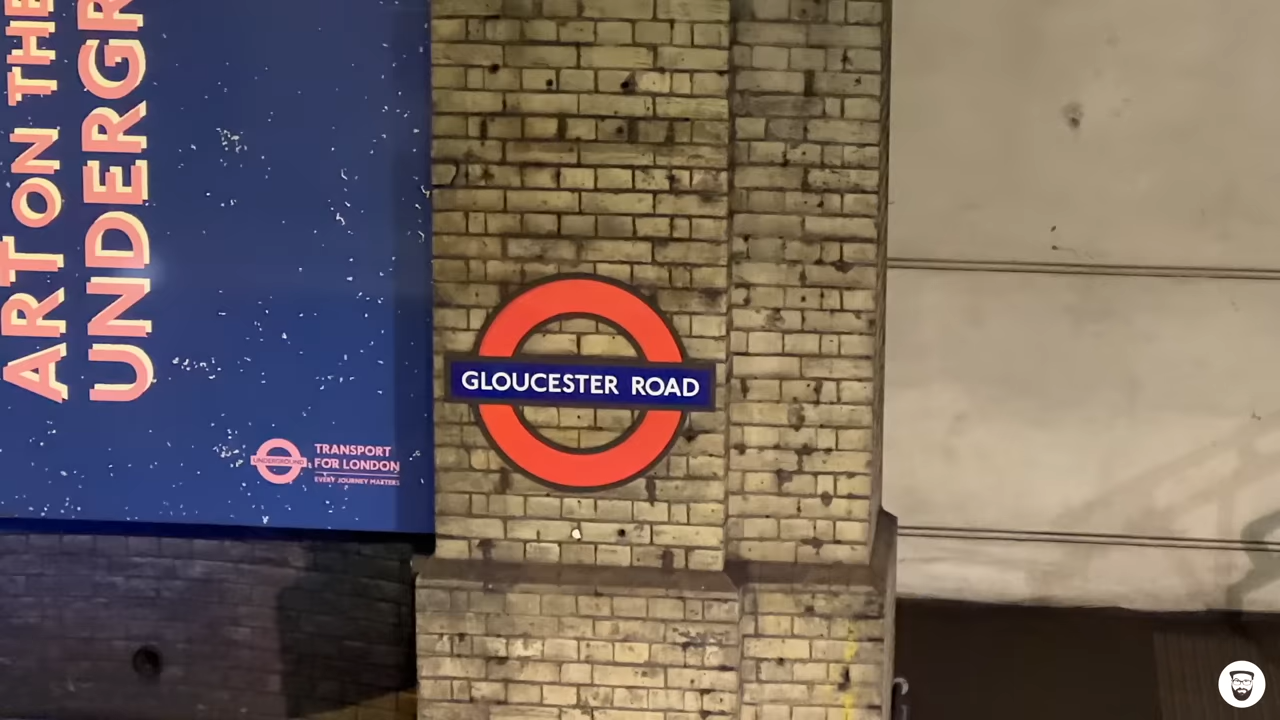 ART ON THE
UNDERGR
UNDERGROUND
TRANSPORT
FOR LONDON
EVERY JOURNEY MATTERS
GLOUCESTER ROAD